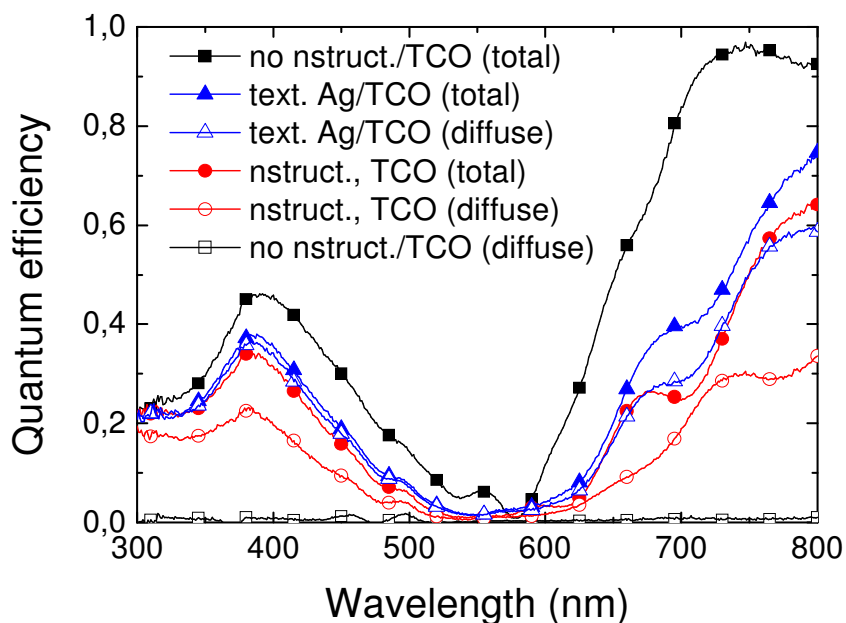 1,0
0,8
0,6
0,4
0,2
0,0
Quantum efficiency
no nstruct./TCO (total)
text. Ag/TCO (total)
text. Ag/TCO (diffuse)
nstruct., TCO (total)
nstruct., TCO (diffuse)
no nstruct./TCO (diffuse)
300 400 500 600 700 800
Wavelength (nm)